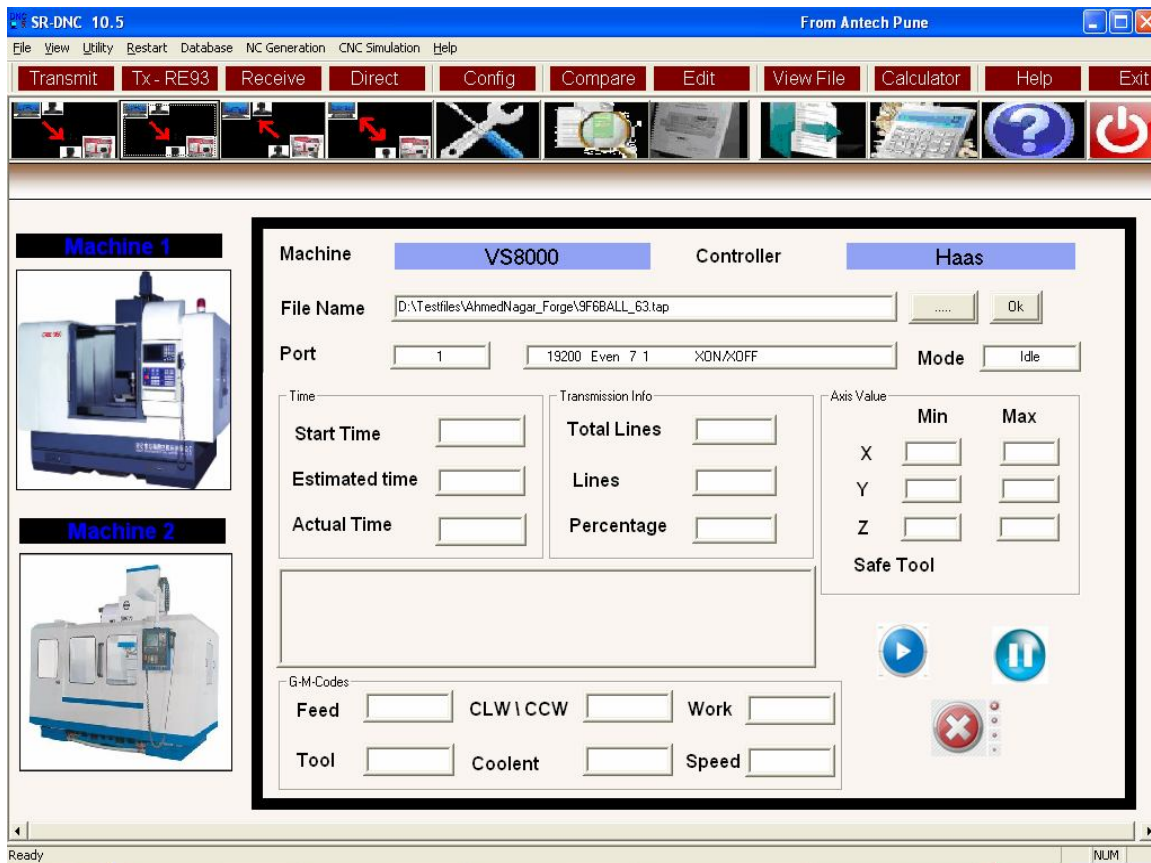 SR-DNC 10.5 From Antech Pune
File View Utility Restart Database NC Generation CNC Simulation Help
Transmit Tx - RE93 Receive Direct Config Compare Edit View File Calculator Help Exit
Machine 1
Machine VS8000 Controller Haas
File Name D:\Testfiles\AhmedNagar_Forge\9F6BALL_63.tap ..... Ok
Port 1 19200 Even 7 1 XON/XOFF Mode Idle
Time Transmission Info Axis Value
Min Max
Start Time Total Lines
X
Estimated time Lines
Y
Actual Time Percentage
Z
Machine 2
Safe Tool
G-M-Codes
Feed CLW \ CCW Work
Tool Coolent Speed
Ready NUM